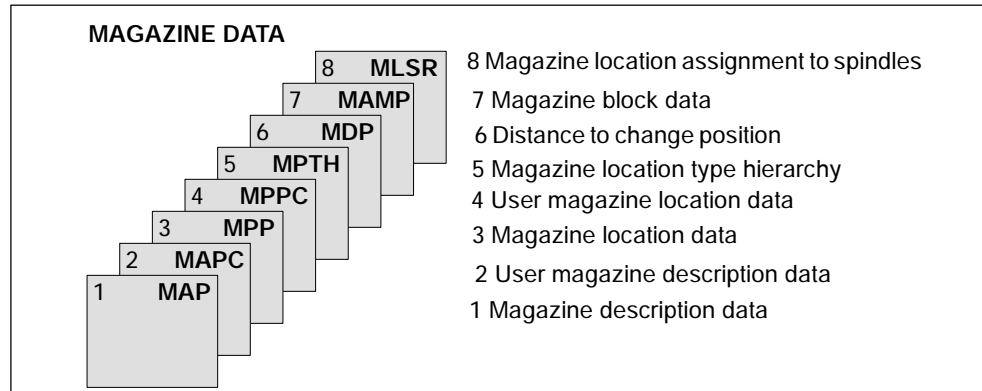 MAGAZINE DATA
8 MLSR
7 MAMP
6 MDP
5 MPTH
4 MPPC
3 MPP
2 MAPC
1 MAP
8 Magazine location assignment to spindles
7 Magazine block data
6 Distance to change position
5 Magazine location type hierarchy
4 User magazine location data
3 Magazine location data
2 User magazine description data
1 Magazine description data